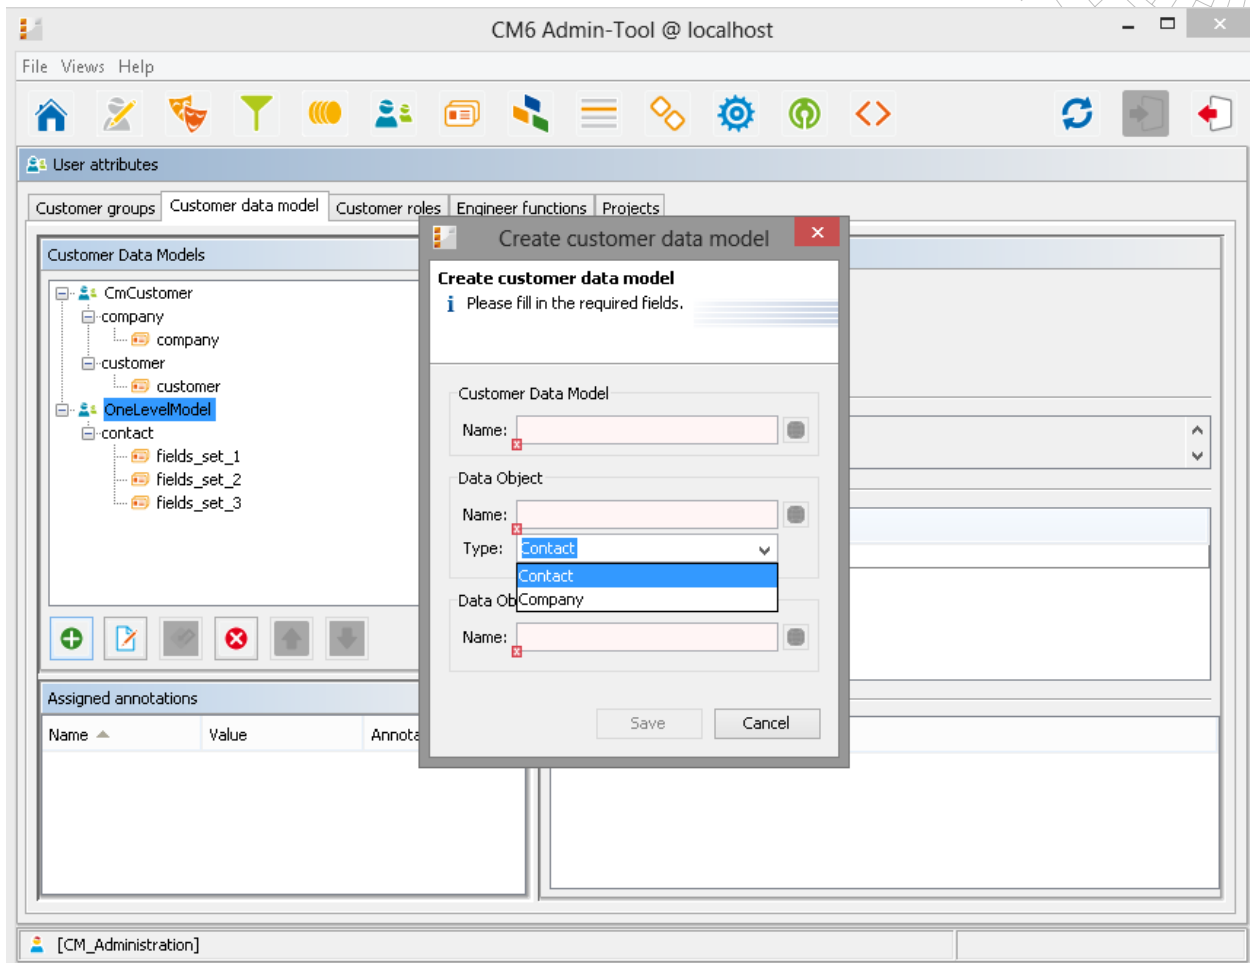 CM6 Admin-Tool @ localhost
File Views Help
User attributes
Customer groups Customer data model Customer roles Engineer functions Projects
Customer Data Models
CmCustomer
company
company
customer
customer
OneLevelModel
contact
fields_set_1
fields_set_2
fields_set_3
Assigned annotations
Name Value
Create customer data model
Create customer data model
Please fill in the required fields.
Customer Data Model
Name:
Data Object
Name:
Type: Contact
Contact
Company
Name:
Save Cancel
[CM_Administration]